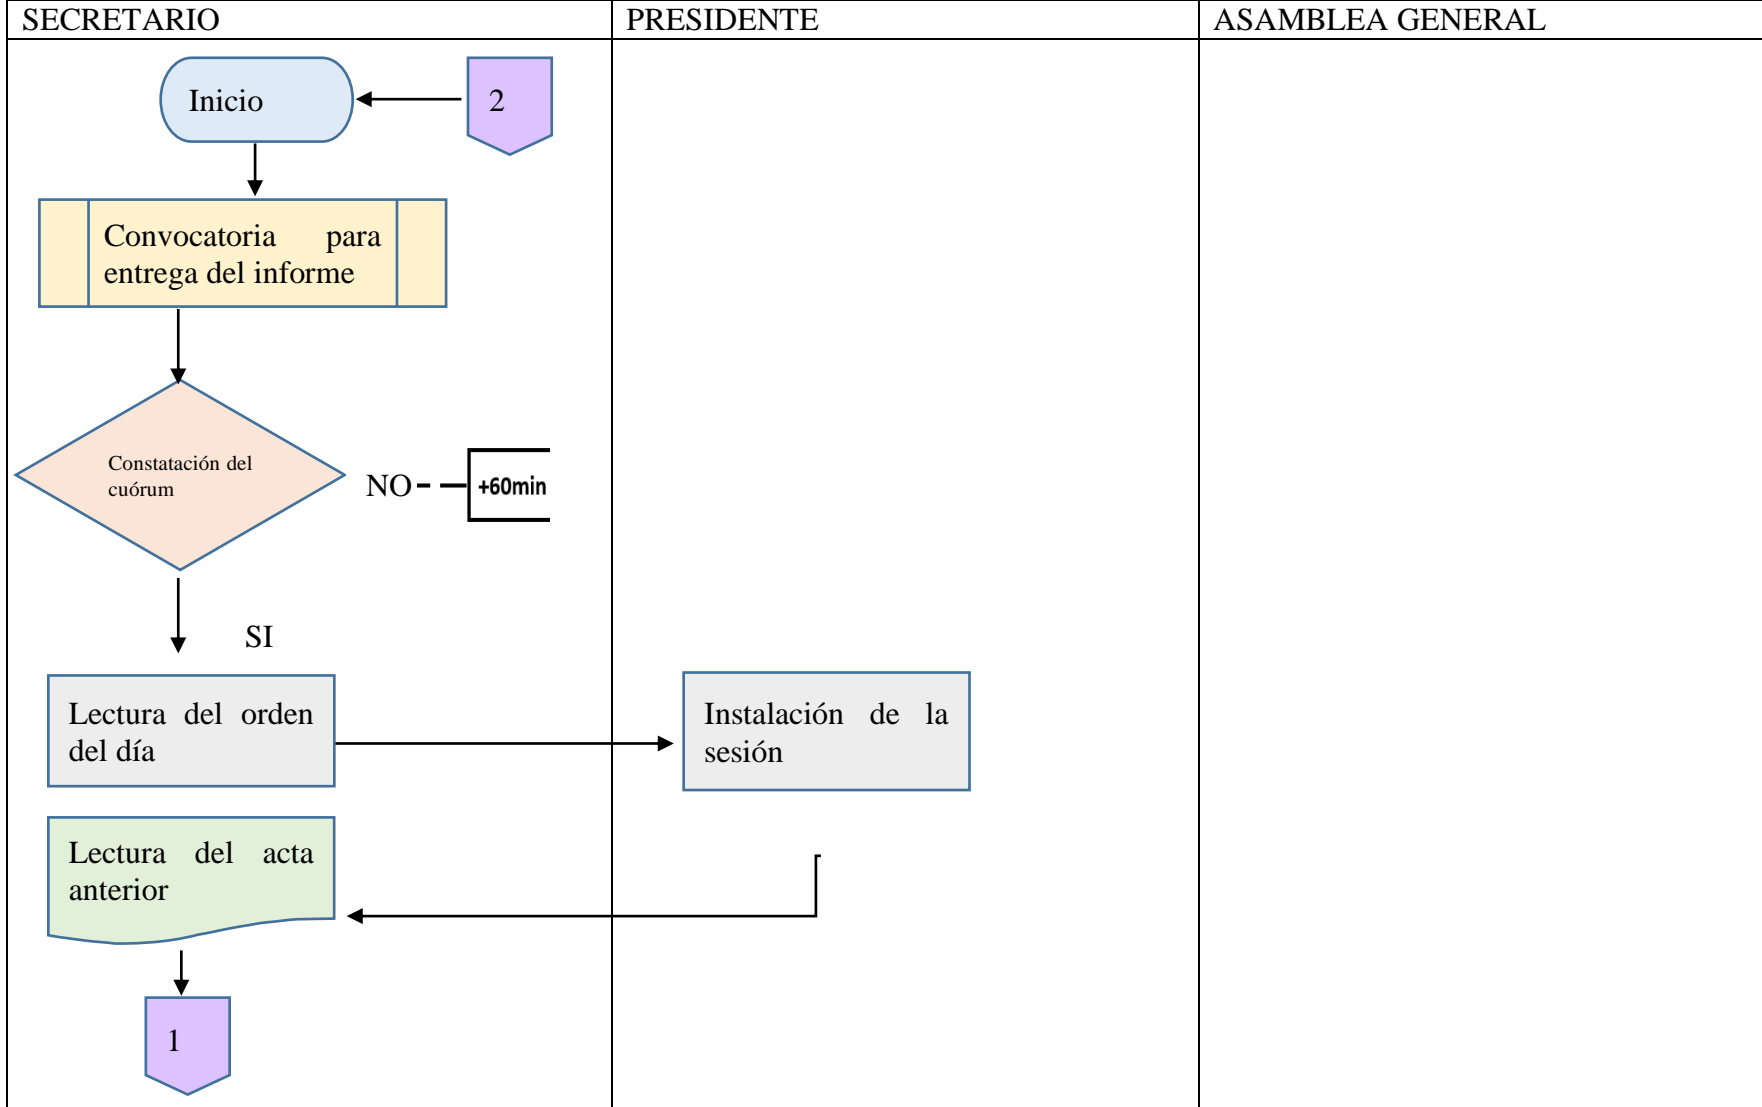 SECRETARIO
PRESIDENTE
ASAMBLEA GENERAL
Inicio
2
Convocatoria para
entrega del informe
Constatación del
cuórum
NO
+60min
SI
Lectura del orden
del día
Instalación de la
sesión
Lectura del acta
anterior
1